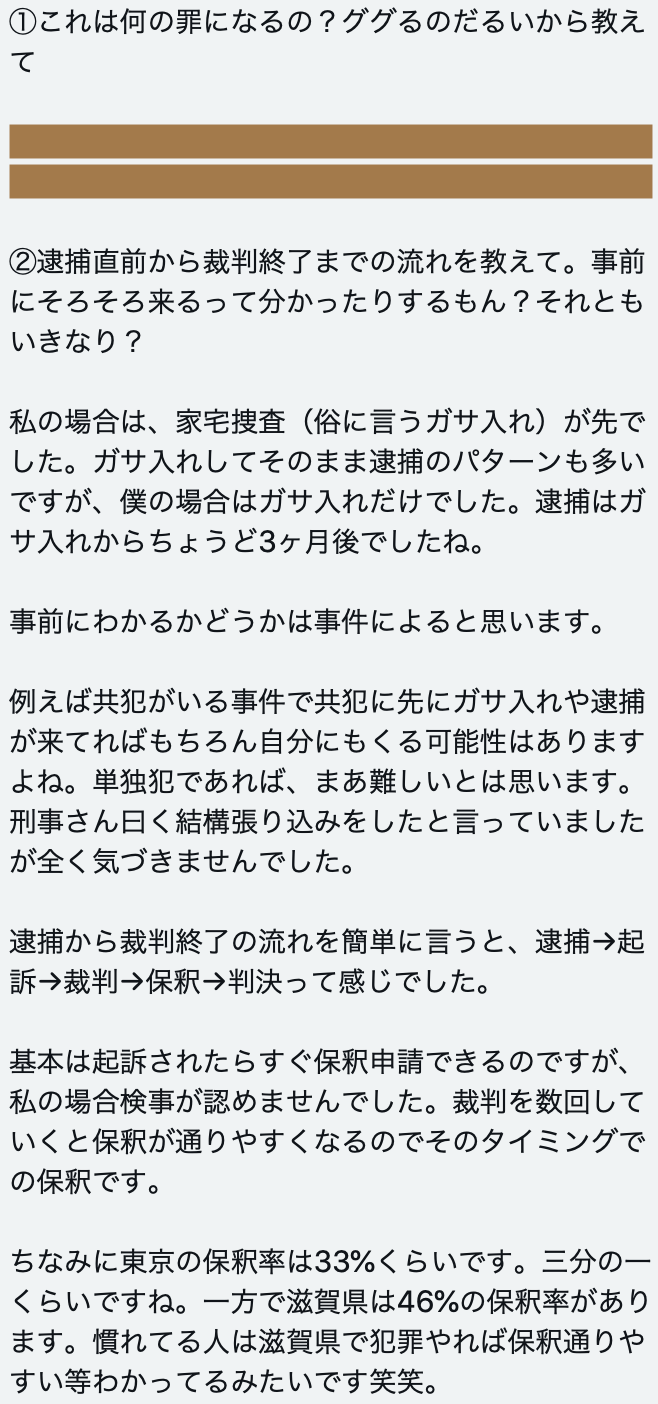 ①これは何の罪になるの？ググるのだるいから教え
て
②逮捕直前から裁判終了までの流れを教えて。事前
にそろそろ来るって分かったりするもん？それとも
いきなり？
私の場合は、家宅捜査（俗に言うガサ入れ）が先で
した。ガサ入れしてそのまま逮捕のパターンも多い
ですが、僕の場合はガサ入れだけでした。逮捕はガ
サ入れからちょうど3ヶ月後でしたね。
事前にわかるかどうかは事件によると思います。
例えば共犯がいる事件で共犯に先にガサ入れや逮捕
が来てればもちろん自分にもくる可能性はあります
よね。単独犯であれば、まあ難しいとは思います。
刑事さん曰く結構張り込みをしたと言っていました
が全く気づきませんでした。
逮捕から裁判終了の流れを簡単に言うと、逮捕→起
訴→裁判→保釈→判決って感じでした。
基本は起訴されたらすぐ保釈申請できるのですが、
私の場合検事が認めませんでした。裁判を数回して
いくと保釈が通りやすくなるのでそのタイミングで
の保釈です。
ちなみに東京の保釈率は33%くらいです。三分の一
くらいですね。一方で滋賀県は46%の保釈率があり
ます。慣れてる人は滋賀県で犯罪やれば保釈通りや
すい等わかってるみたいです笑笑。